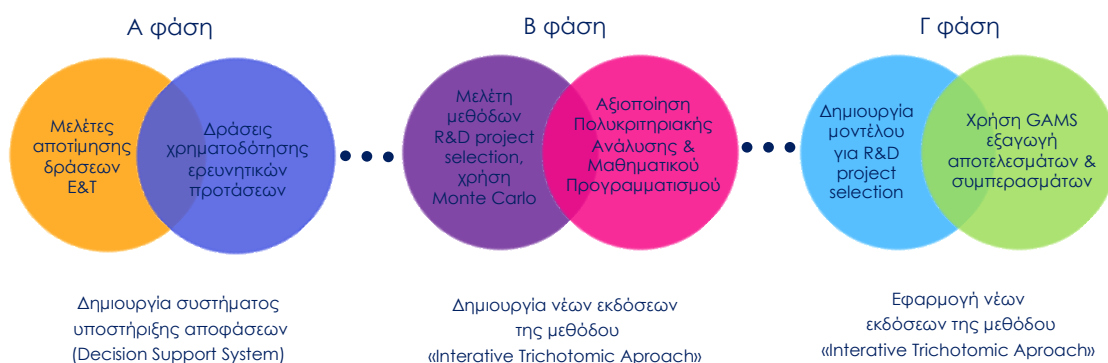 Α φάση
Μελέτες
αποτίμησης
δράσεων
Ε&Τ
Δράσεις
χρηματοδότησης
ερευνητικών
προτάσεων
Δημιουργία συστήματος
υποστήριξης αποφάσεων
(Decision Support System)
Β φάση
Μελέτη
μεθόδων
R&D project
selection,
χρήση
Monte Carlo
Αξιοποίηση
Πολυκριτηριακής
Ανάλυσης &
Μαθηματικού
Προγραμματισμού
Δημιουργία νέων εκδόσεων
της μεθόδου
«Interative Trichotomic Aproach»
Γ φάση
Δημιουργία
μοντέλου
για R&D
project
selection
Χρήση GAMS
εξαγωγή
αποτελεσμάτων &
συμπερασμάτων
Εφαρμογή νέων
εκδόσεων της μεθόδου
«Interative Trichotomic Aproach»